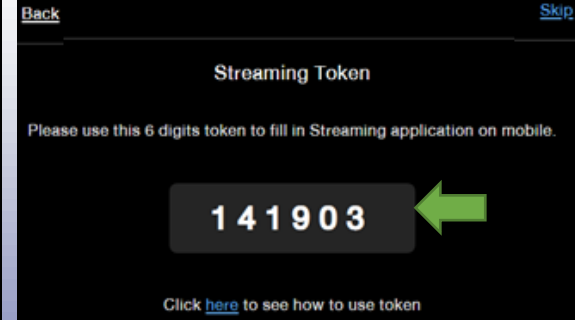 Back Skip
Streaming Token
Please use this 6 digits token to fill in Streaming application on mobile.
141903
Click here to see how to use token